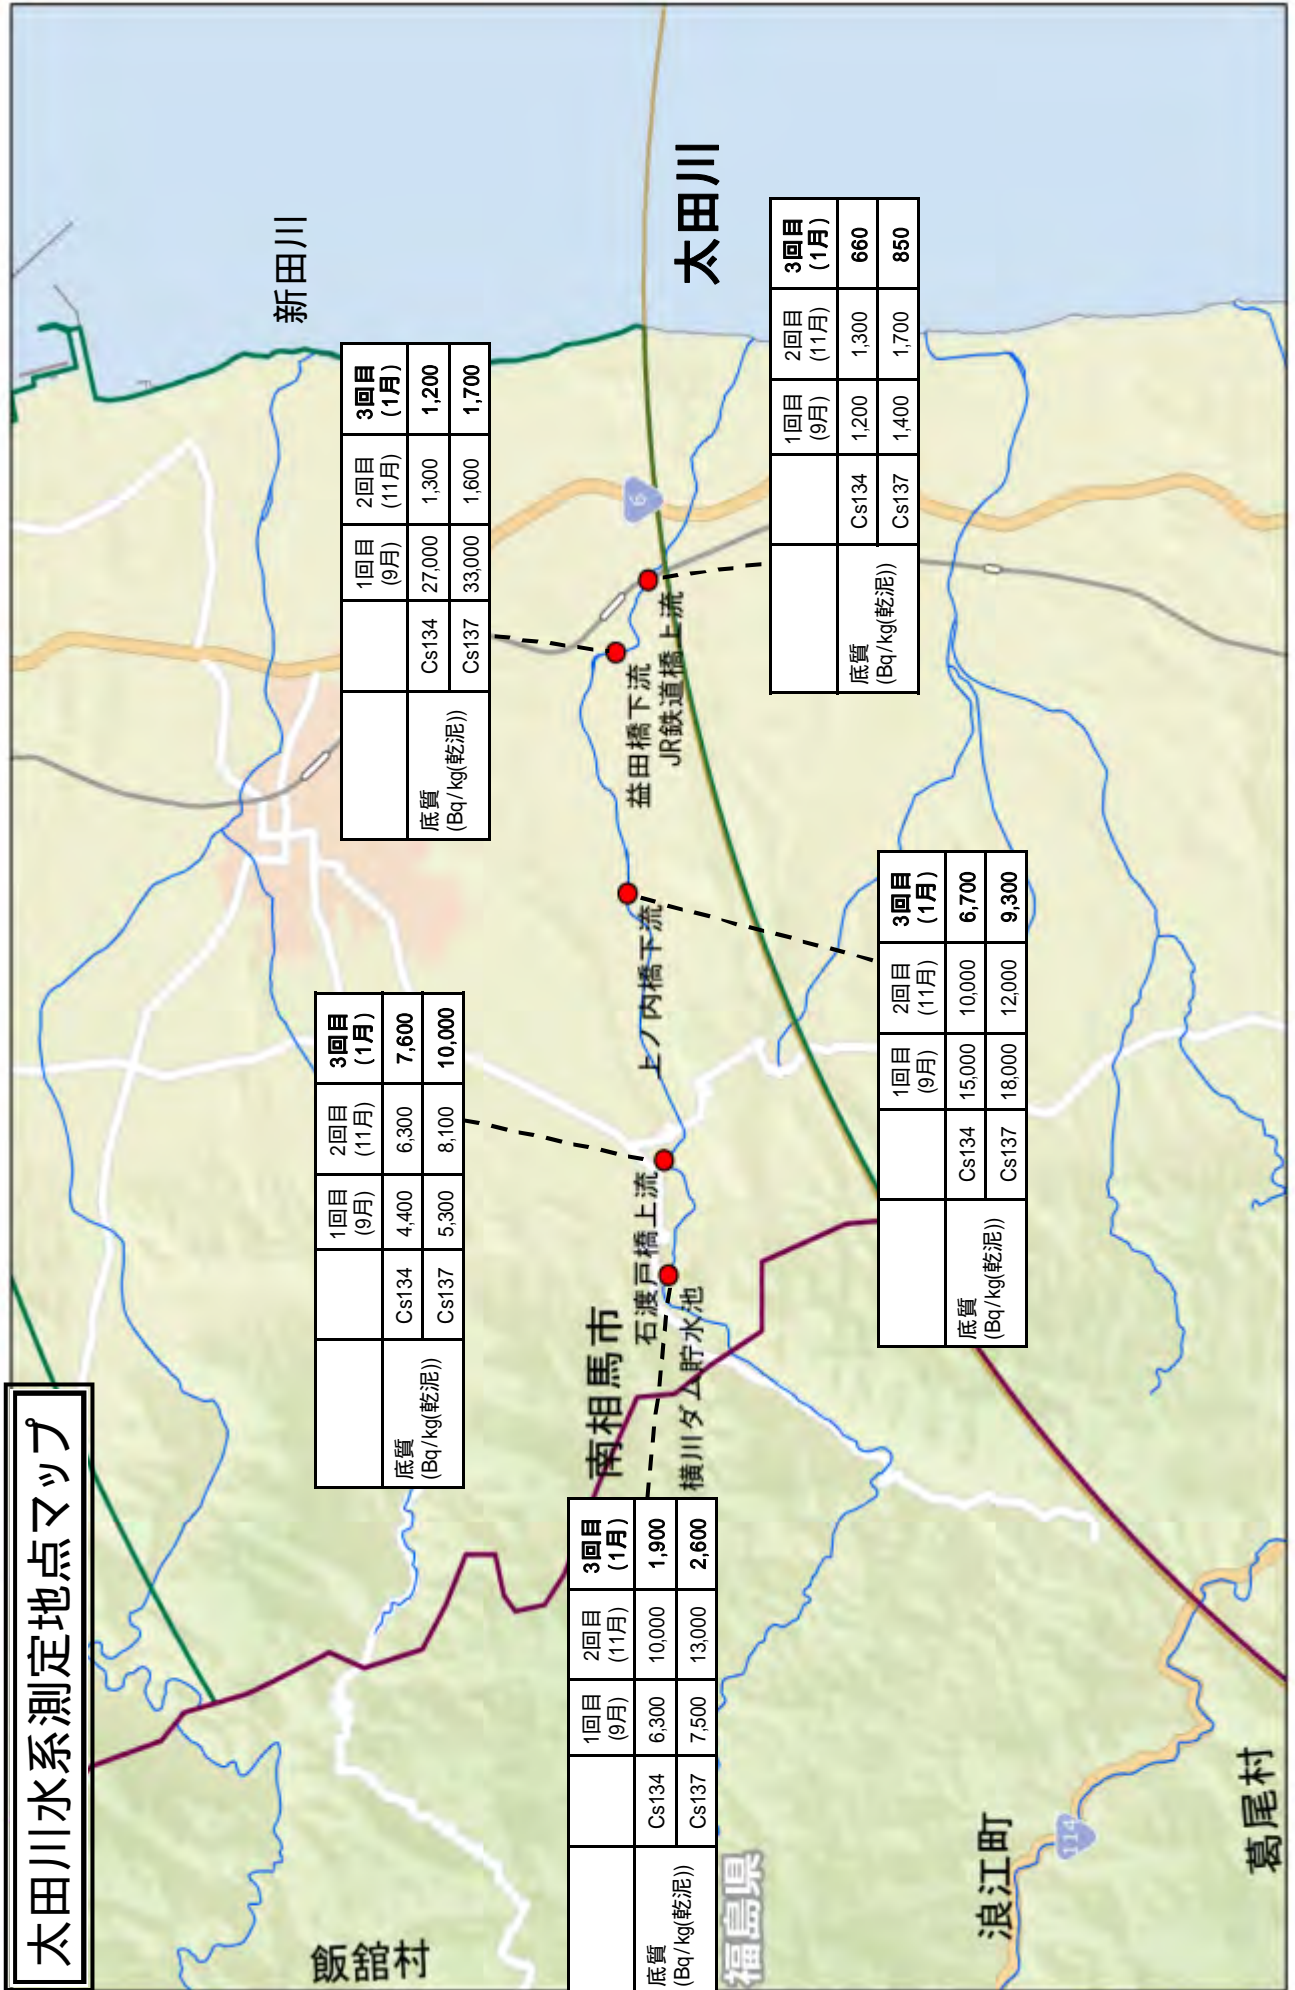 太田川水系測定地点マップ
新田川
太田川
南相馬市
飯舘村
福島県
浪江町
葛尾村
6
114
横川ダム貯水池
石渡戸橋上流
上ノ内橋下流
益田橋下流
JR鉄道橋上流
1回目 2回目 3回目
(9月) (11月) (1月)
底質 Cs134 6,300 10,000 1,900
(Bq/kg(乾泥)) Cs137 7,500 13,000 2,600
1回目 2回目 3回目
(9月) (11月) (1月)
底質 Cs134 4,400 6,300 7,600
(Bq/kg(乾泥)) Cs137 5,300 8,100 10,000
1回目 2回目 3回目
(9月) (11月) (1月)
底質 Cs134 15,000 10,000 6,700
(Bq/kg(乾泥)) Cs137 18,000 12,000 9,300
1回目 2回目 3回目
(9月) (11月) (1月)
底質 Cs134 27,000 1,300 1,200
(Bq/kg(乾泥)) Cs137 33,000 1,600 1,700
1回目 2回目 3回目
(9月) (11月) (1月)
底質 Cs134 1,200 1,300 660
(Bq/kg(乾泥)) Cs137 1,400 1,700 850